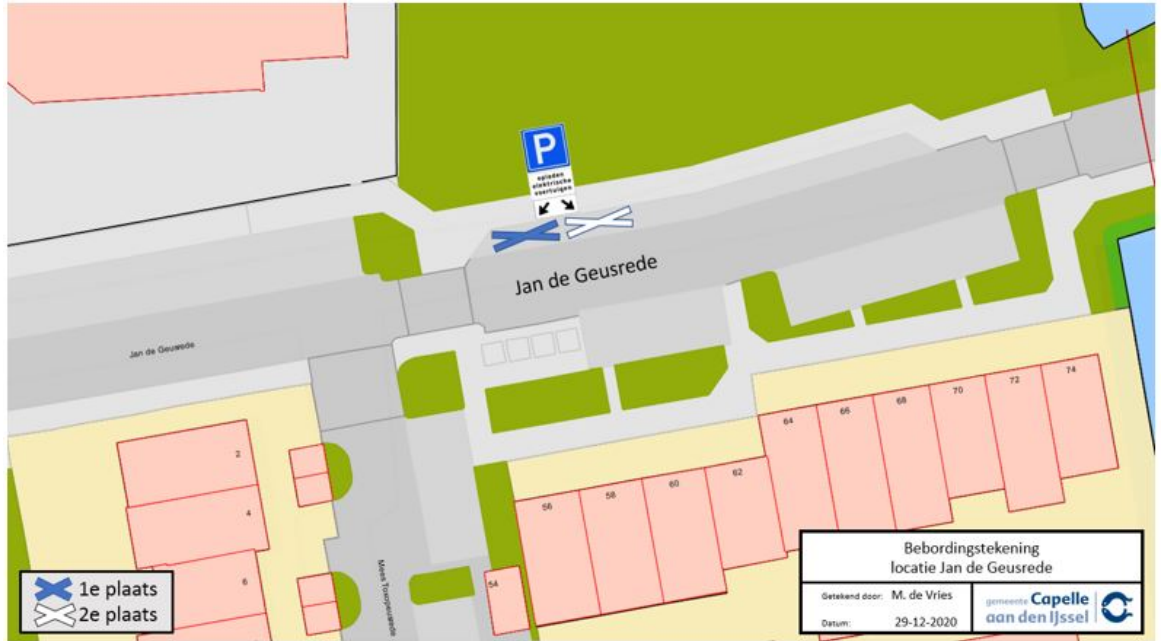 P
opladen
elektrische
voertuigen
Jan de Geusrede
Jan de Geusrede
2
4
6
54
56
58
60
62
64
66
68
70
72
74
1e plaats
2e plaats
Bebordingstekening
locatie Jan de Geusrede
Getekend door: M. de Vries
Datum: 29-12-2020
gemeente Capelle
aan den IJssel